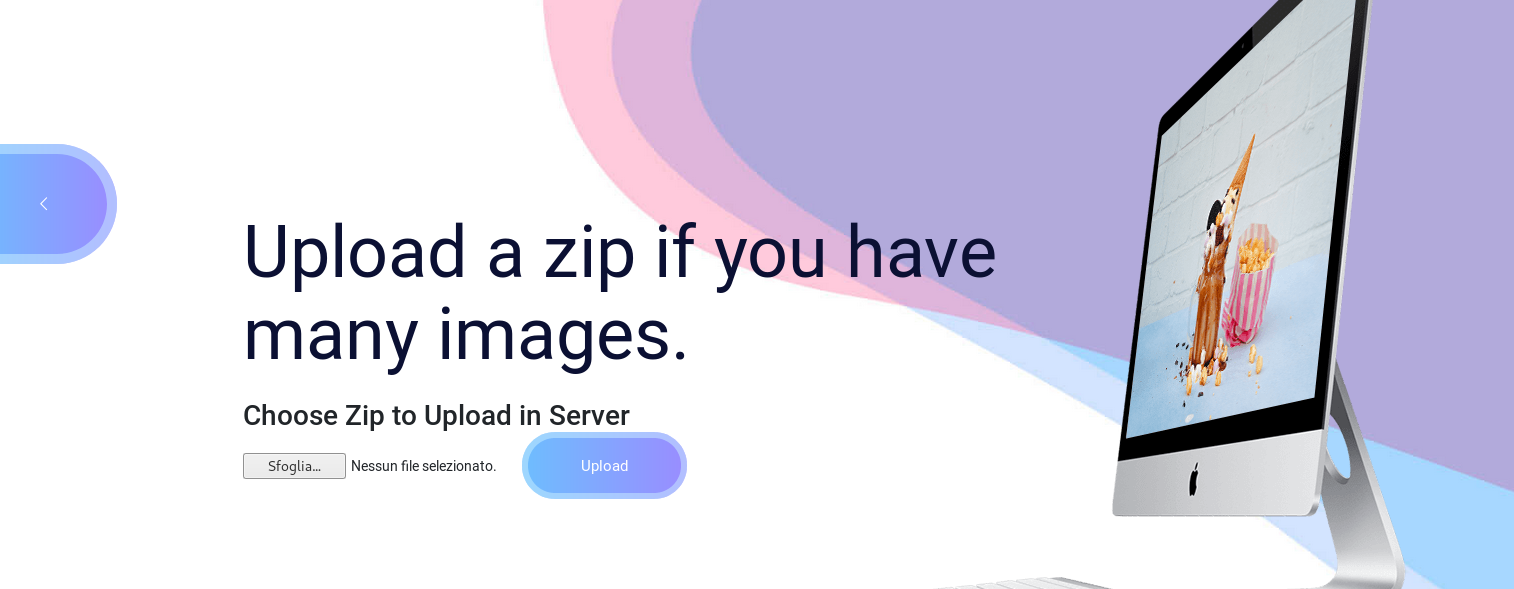 Upload a zip if you have
many images.
Choose Zip to Upload in Server
Sfoglia... Nessun file selezionato. Upload